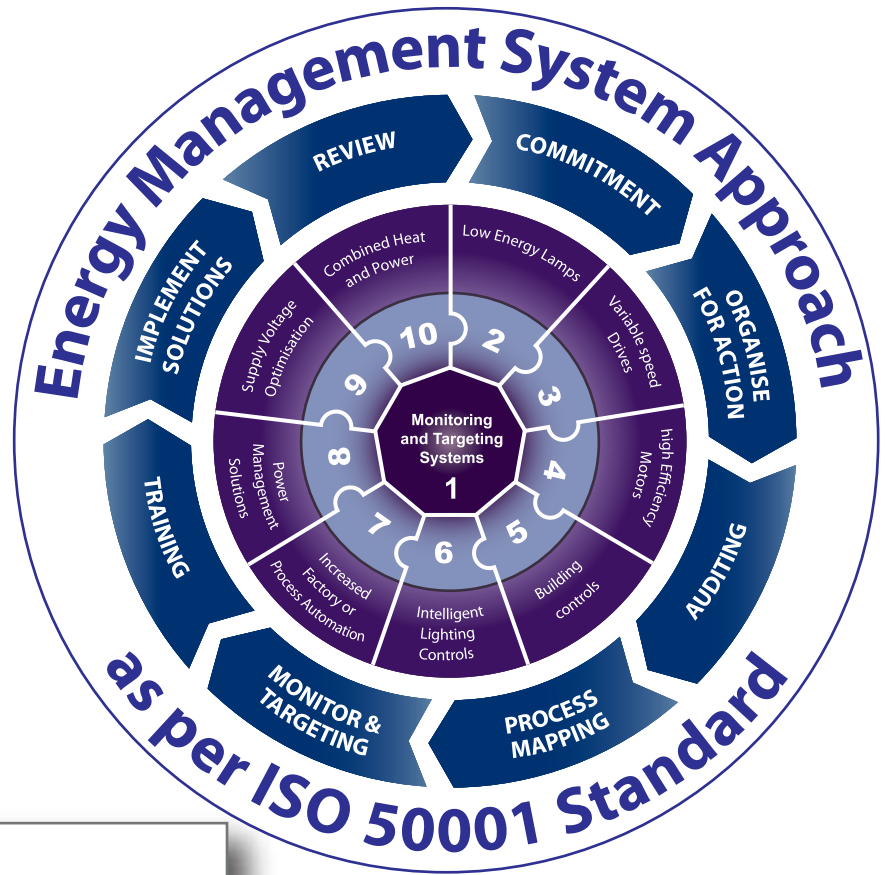 Energy Management System Approach
as per ISO 50001 Standard
COMMITMENT
ORGANISE
FOR ACTION
AUDITING
PROCESS
MAPPING
MONITOR &
TARGETING
TRAINING
IMPLEMENT
SOLUTIONS
REVIEW
Monitoring
and Targeting
Systems
1
Low Energy Lamps
2
Variable speed
Drives
3
high Efficiency
Motors
4
Building
controls
5
Intelligent
Lighting
Controls
6
Increased
Factory or
Process Automation
7
Power
Management
Solutions
8
Supply Voltage
Optimisation
9
Combined Heat
and Power
10